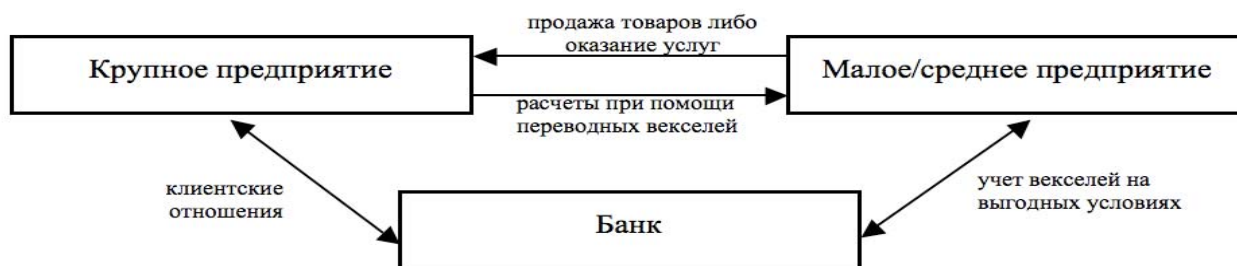 продажа товаров либо
оказание услуг
Крупное предприятие
Малое/среднее предприятие
расчеты при помощи
переводных векселей
клиентские
отношения
учет векселей на
выгодных условиях
Банк